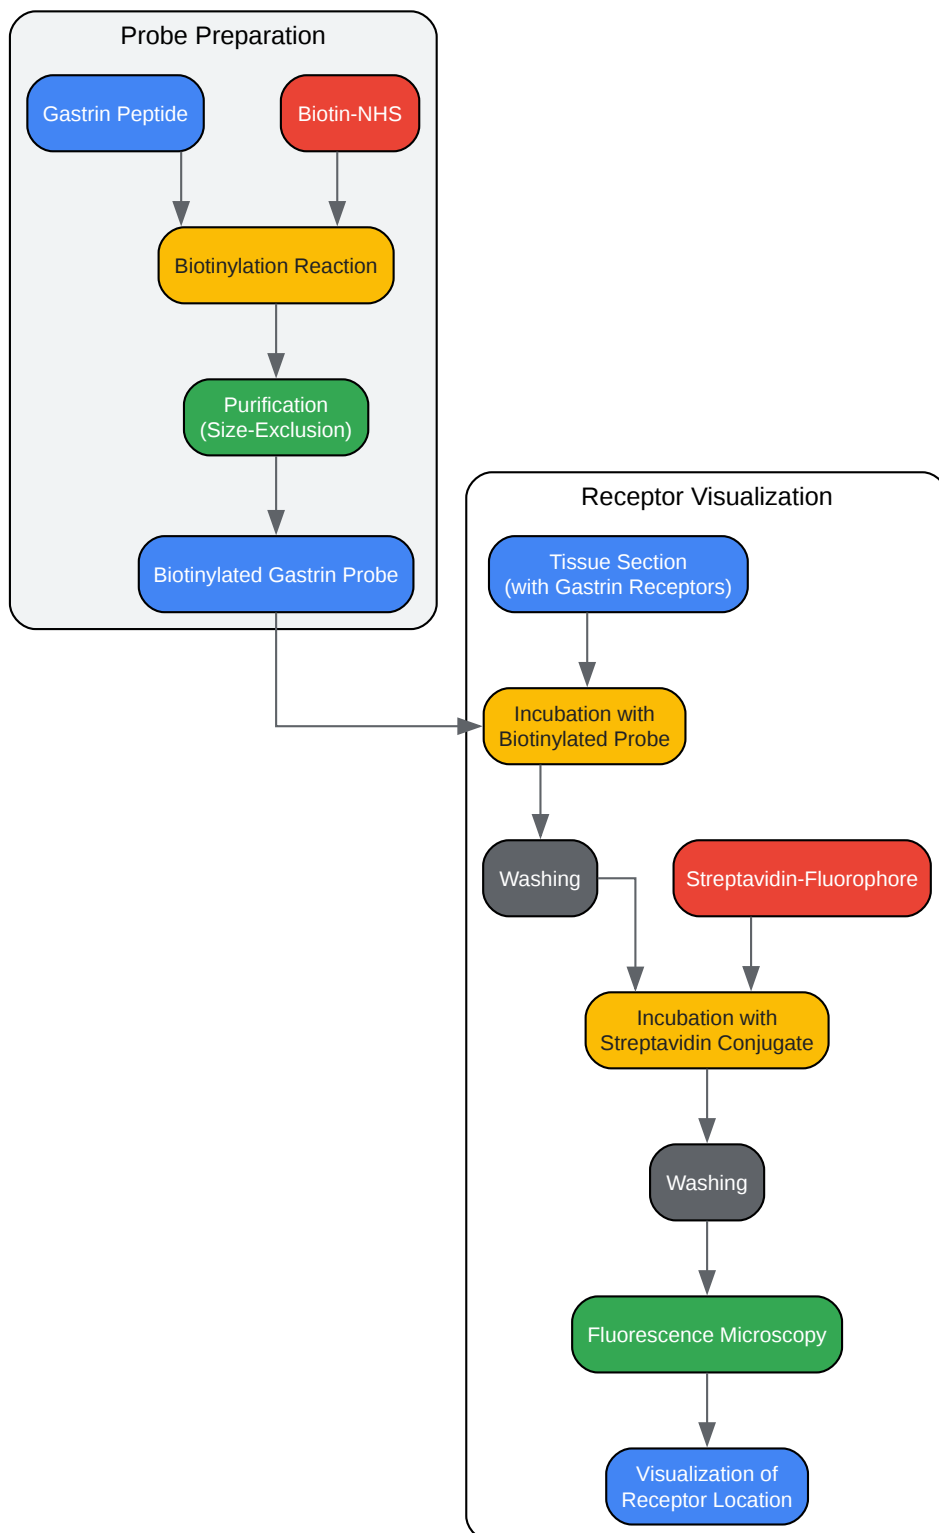 Probe Preparation
Gastrin Peptide
Biotin-NHS
Biotinylation Reaction
Purification
(Size-Exclusion)
Biotinylated Gastrin Probe
Receptor Visualization
Tissue Section
(with Gastrin Receptors)
Incubation with
Biotinylated Probe
Washing
Streptavidin-Fluorophore
Incubation with
Streptavidin Conjugate
Washing
Fluorescence Microscopy
Visualization of
Receptor Location